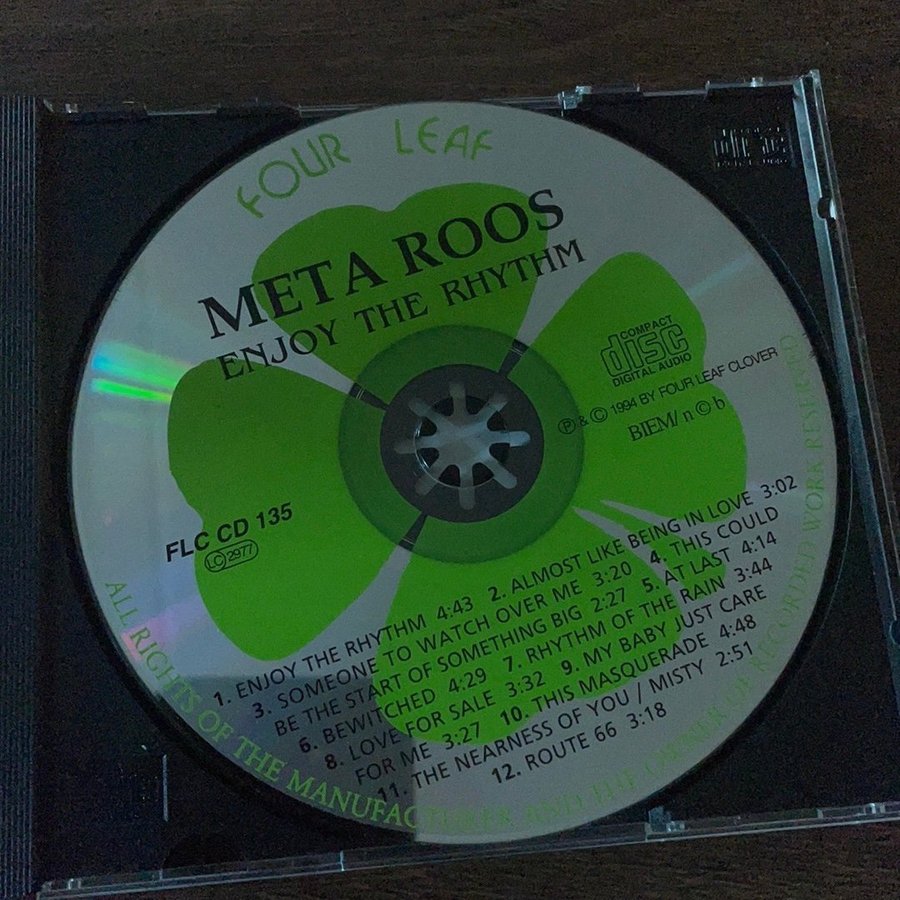 FOUR LEAF
META ROOS
ENJOY THE RHYTHM
COMPACT
disc
DIGITAL AUDIO
℗ & © 1994 BY FOUR LEAF CLOVER
BIEM/ n © b
FLC CD 135
LC 2977
1. ENJOY THE RHYTHM 4:43 2. ALMOST LIKE BEING IN LOVE 3:02
3. SOMEONE TO WATCH OVER ME 3:20 4. THIS COULD
BE THE START OF SOMETHING BIG 2:27 5. AT LAST 4:14
6. BEWITCHED 4:29 7. RHYTHM OF THE RAIN 3:44
8. LOVE FOR SALE 3:32 9. MY BABY JUST CARE
FOR ME 3:27 10. THIS MASQUERADE 4:48
11. THE NEARNESS OF YOU / MISTY 2:51
12. ROUTE 66 3:18
ALL RIGHTS OF THE MANUFACTURER AND THE OWNER OF RECORDED WORK RESERVED
disc